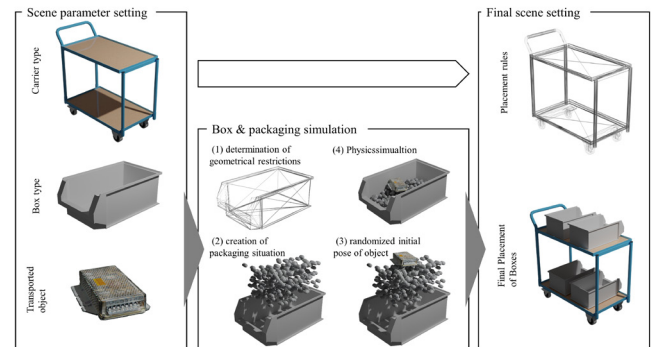 Scene parameter setting
Carrier type
Box type
Transported
object
Box & packaging simulation
(1) determination of
geometrical restrictions
(4) Physicssimualtion
(2) creation of
packaging situation
(3) randomized initial
pose of object
Final scene setting
Placement rules
Final Placement
of Boxes